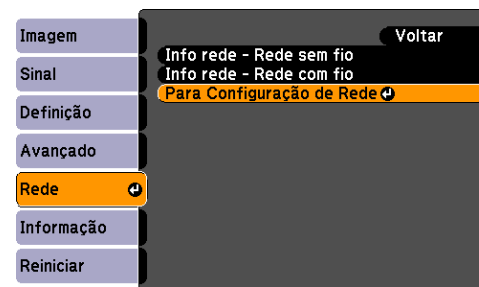 Imagem
Sinal
Definição
Avançado
Rede
Informação
Reiniciar
Voltar
Info rede - Rede sem fio
Info rede - Rede com fio
Para Configuração de Rede